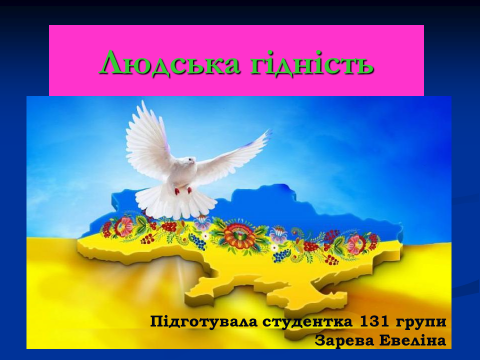 Людська гідність
Підготувала студентка 131 групи
Зарева Евеліна